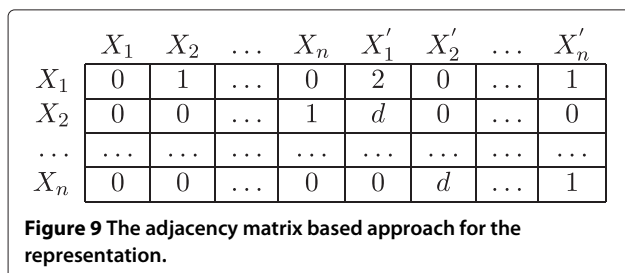 X₁ X₂ … Xₙ X₁′ X₂′ … Xₙ′
X₁ 0 1 … 0 2 0 … 1
X₂ 0 0 … 1 d 0 … 0
… … … … … … … … …
Xₙ 0 0 … 0 0 d … 1
Figure 9 The adjacency matrix based approach for the
representation.